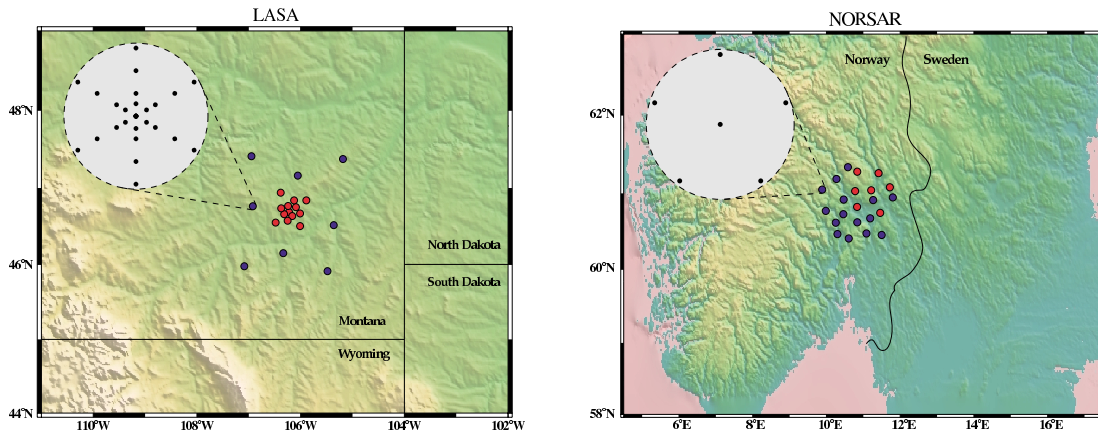 LASA
NORSAR
48°N
46°N
44°N
110°W
108°W
106°W
104°W
102°W
North Dakota
South Dakota
Montana
Wyoming
Norway
Sweden
62°N
60°N
58°N
6°E
8°E
10°E
12°E
14°E
16°E